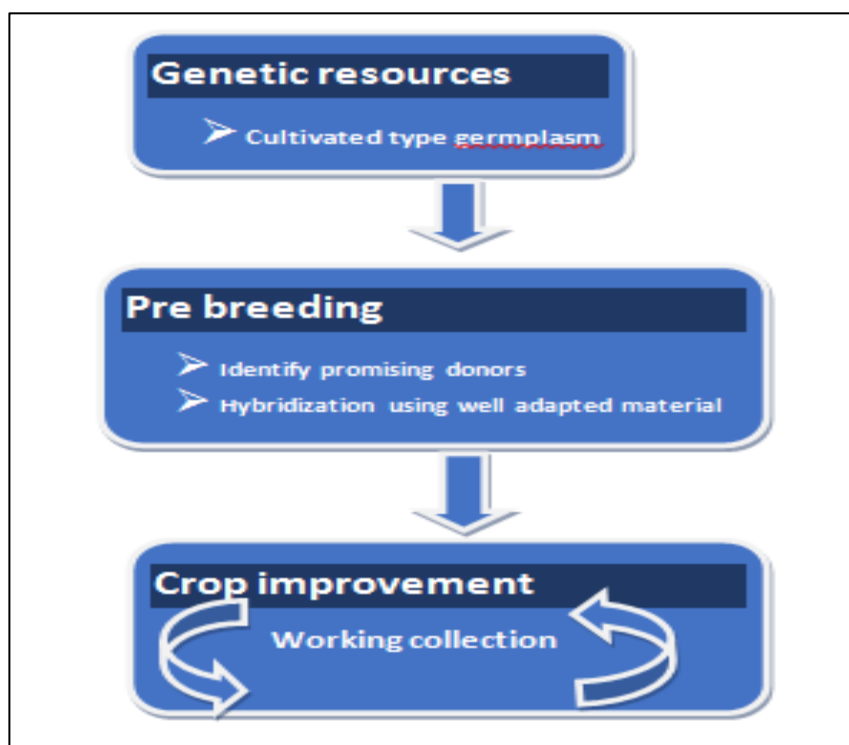 Genetic resources
Cultivated type germplasm
Pre breeding
Identify promising donors
Hybridization using well adapted material
Crop improvement
Working collection